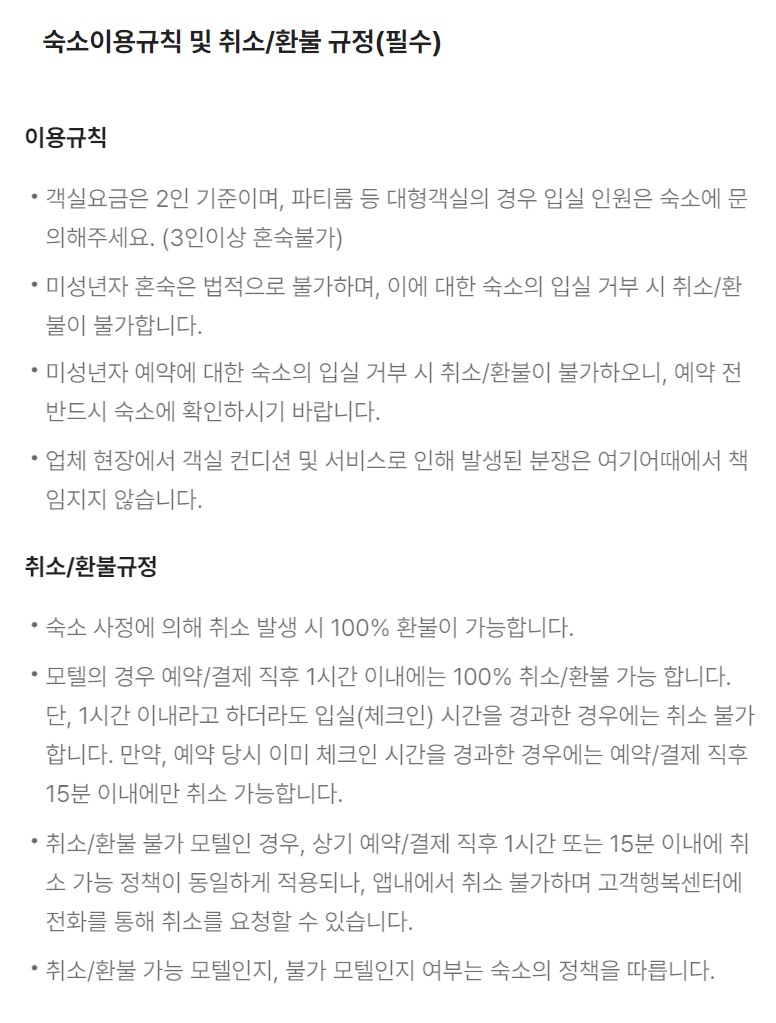 숙소이용규칙 및 취소/환불 규정(필수)
이용규칙
• 객실요금은 2인 기준이며, 파티룸 등 대형객실의 경우 입실 인원은 숙소에 문
의해주세요. (3인이상 혼숙불가)
• 미성년자 혼숙은 법적으로 불가하며, 이에 대한 숙소의 입실 거부 시 취소/환
불이 불가합니다.
• 미성년자 예약에 대한 숙소의 입실 거부 시 취소/환불이 불가하오니, 예약 전
반드시 숙소에 확인하시기 바랍니다.
• 업체 현장에서 객실 컨디션 및 서비스로 인해 발생된 분쟁은 여기어때에서 책
임지지 않습니다.
취소/환불규정
• 숙소 사정에 의해 취소 발생 시 100% 환불이 가능합니다.
• 모텔의 경우 예약/결제 직후 1시간 이내에는 100% 취소/환불 가능 합니다.
단, 1시간 이내라고 하더라도 입실(체크인) 시간을 경과한 경우에는 취소 불가
합니다. 만약, 예약 당시 이미 체크인 시간을 경과한 경우에는 예약/결제 직후
15분 이내에만 취소 가능합니다.
• 취소/환불 불가 모텔인 경우, 상기 예약/결제 직후 1시간 또는 15분 이내에 취
소 가능 정책이 동일하게 적용되나, 앱내에서 취소 불가하며 고객행복센터에
전화를 통해 취소를 요청할 수 있습니다.
• 취소/환불 가능 모텔인지, 불가 모텔인지 여부는 숙소의 정책을 따릅니다.